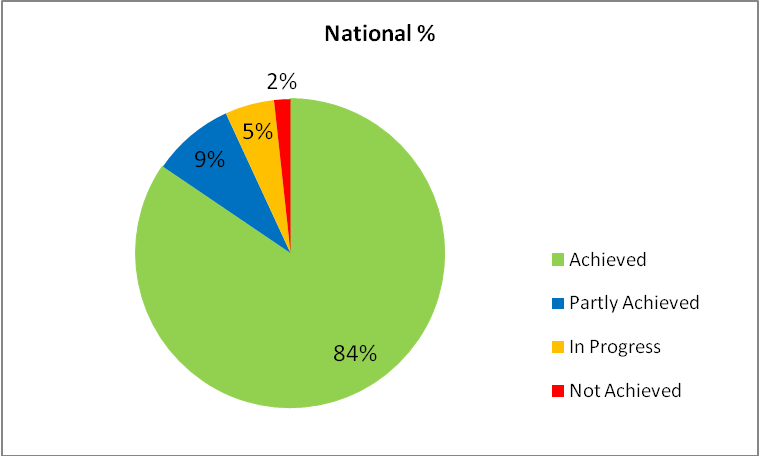 National %
2%
5%
9%
84%
Achieved
Partly Achieved
In Progress
Not Achieved